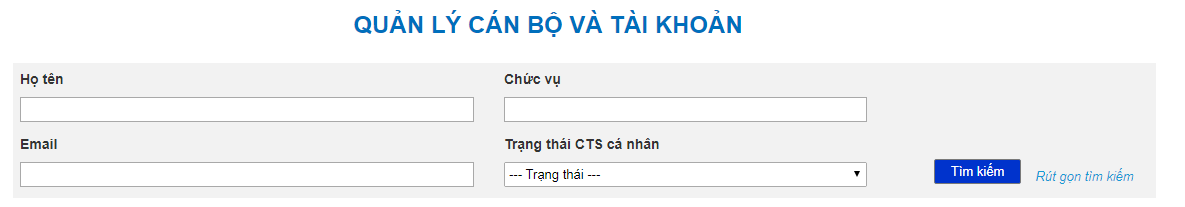 QUẢN LÝ CÁN BỘ VÀ TÀI KHOẢN
Họ tên
Chức vụ
Email
Trạng thái CTS cá nhân
--- Trạng thái ---
Tìm kiếm
Rút gọn tìm kiếm